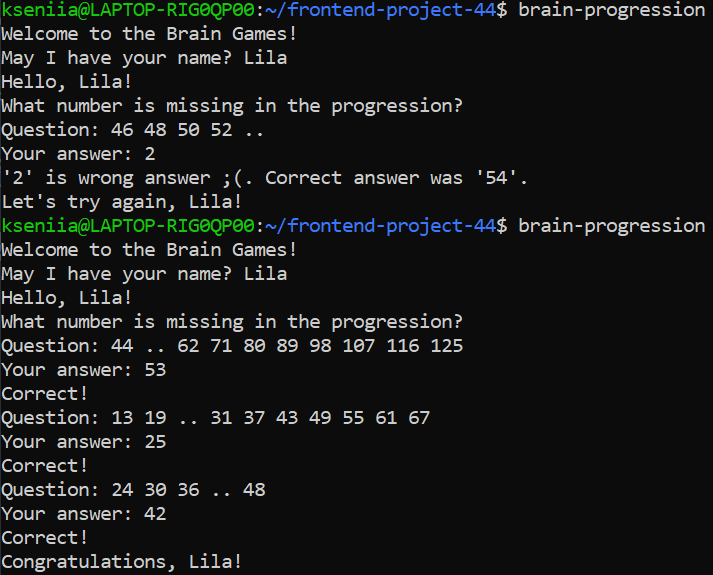 kseniia@LAPTOP-RIG0QP00:~/frontend-project-44$ brain-progression
Welcome to the Brain Games!
May I have your name? Lila
Hello, Lila!
What number is missing in the progression?
Question: 46 48 50 52 ..
Your answer: 2
'2' is wrong answer ;(. Correct answer was '54'.
Let's try again, Lila!
kseniia@LAPTOP-RIG0QP00:~/frontend-project-44$ brain-progression
Welcome to the Brain Games!
May I have your name? Lila
Hello, Lila!
What number is missing in the progression?
Question: 44 .. 62 71 80 89 98 107 116 125
Your answer: 53
Correct!
Question: 13 19 .. 31 37 43 49 55 61 67
Your answer: 25
Correct!
Question: 24 30 36 .. 48
Your answer: 42
Correct!
Congratulations, Lila!